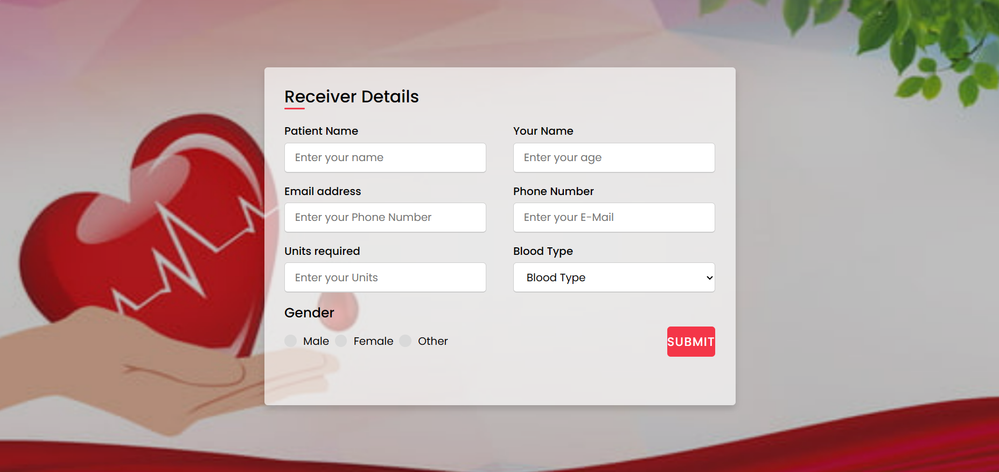 Receiver Details
Patient Name
Your Name
Enter your name
Enter your age
Email address
Phone Number
Enter your Phone Number
Enter your E-Mail
Units required
Blood Type
Enter your Units
Blood Type
Gender
Male Female Other
SUBMIT